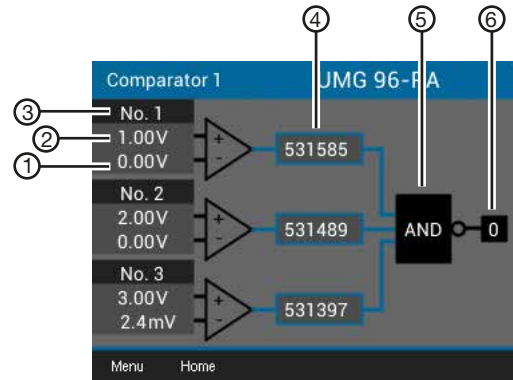 ④ ⑤ ⑥
Comparator 1 UMG 96-PA
③ No. 1
② 1.00V
① 0.00V
+
-
531585
No. 2
2.00V
0.00V
+
-
531489
AND
0
No. 3
3.00V
2.4mV
+
-
531397
Menu Home